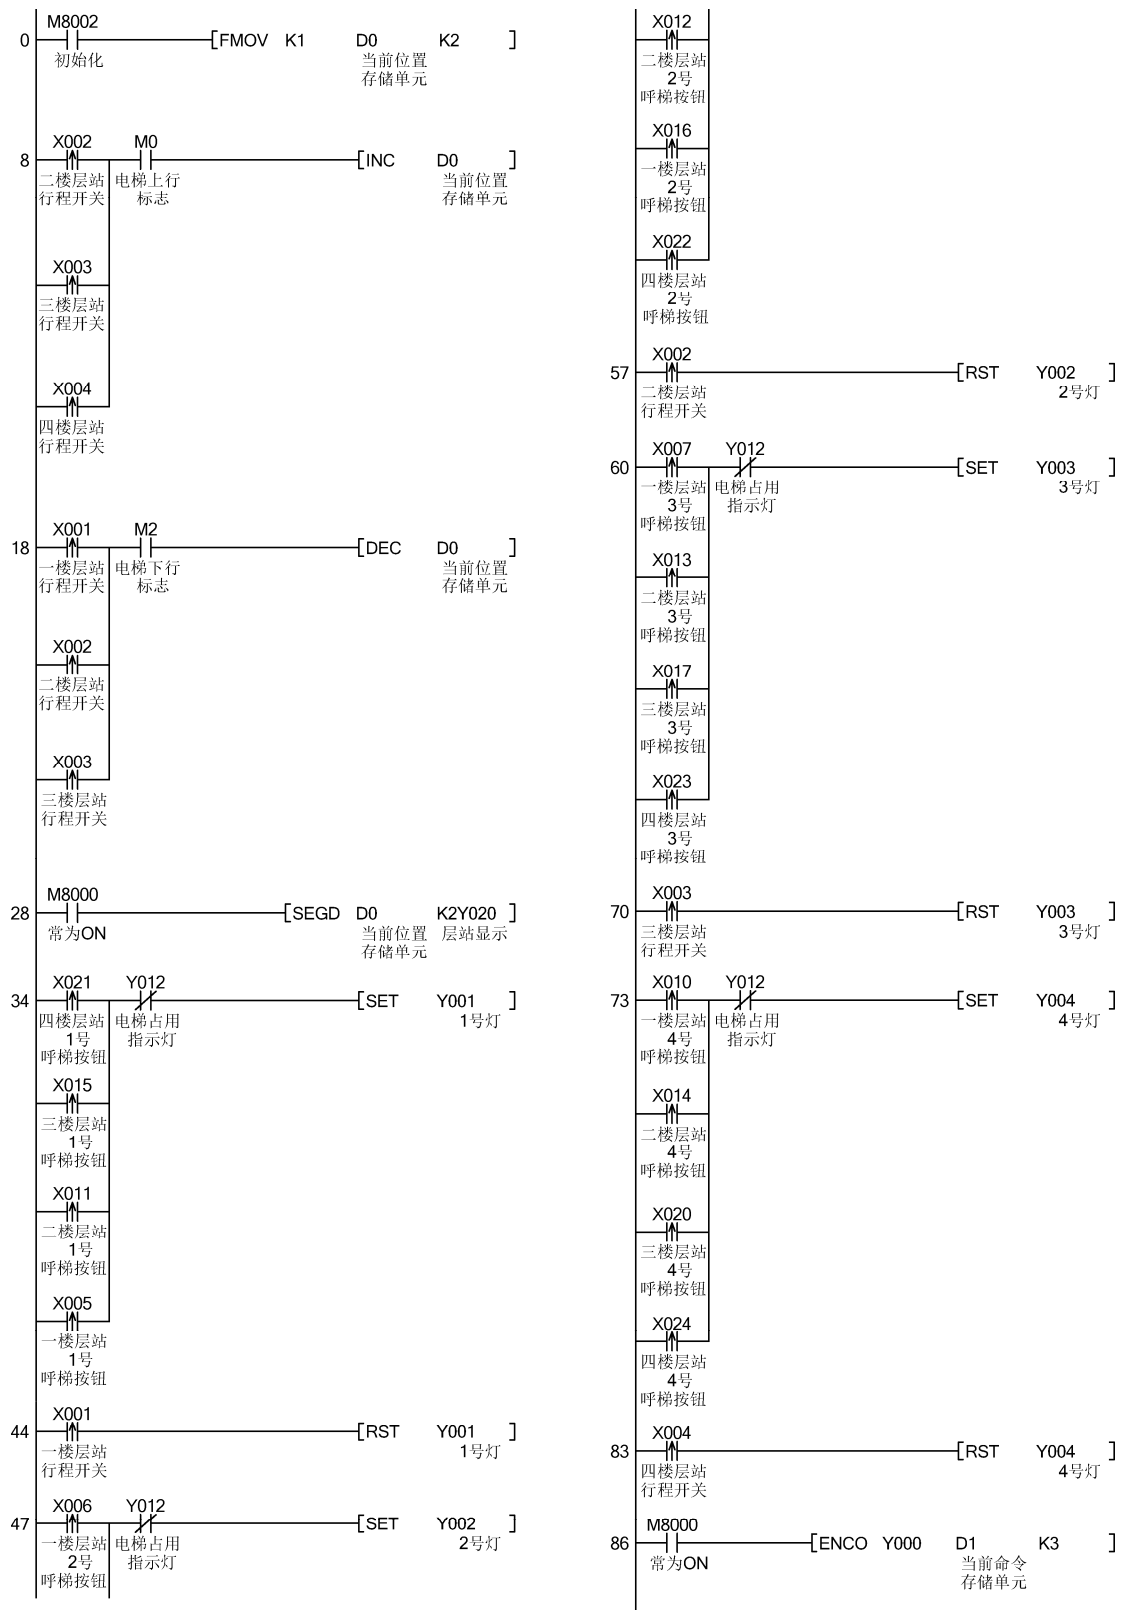 M8002
0 [FMOV K1 D0 K2 ]
初始化 当前位置
存储单元
X002 M0
8 [INC D0 ]
二楼层站 电梯上行 当前位置
行程开关 标志 存储单元
X003
三楼层站
行程开关
X004
四楼层站
行程开关
X001 M2
18 [DEC D0 ]
一楼层站 电梯下行 当前位置
行程开关 标志 存储单元
X002
二楼层站
行程开关
X003
三楼层站
行程开关
M8000
28 [SEGD D0 K2Y020 ]
常为ON 当前位置 层站显示
存储单元
X021 Y012
34 [SET Y001 ]
四楼层站 电梯占用 1号灯
1号 指示灯
呼梯按钮
X015
三楼层站
1号
呼梯按钮
X011
二楼层站
1号
呼梯按钮
X005
一楼层站
1号
呼梯按钮
X001
44 [RST Y001 ]
一楼层站 1号灯
行程开关
X006 Y012
47 [SET Y002 ]
一楼层站 电梯占用 2号灯
2号 指示灯
呼梯按钮
X012
二楼层站
2号
呼梯按钮
X016
一楼层站
2号
呼梯按钮
X022
四楼层站
2号
呼梯按钮
X002
57 [RST Y002 ]
二楼层站 2号灯
行程开关
X007 Y012
60 [SET Y003 ]
一楼层站 电梯占用 3号灯
3号 指示灯
呼梯按钮
X013
二楼层站
3号
呼梯按钮
X017
三楼层站
3号
呼梯按钮
X023
四楼层站
3号
呼梯按钮
X003
70 [RST Y003 ]
三楼层站 3号灯
行程开关
X010 Y012
73 [SET Y004 ]
一楼层站 电梯占用 4号灯
4号 指示灯
呼梯按钮
X014
二楼层站
4号
呼梯按钮
X020
三楼层站
4号
呼梯按钮
X024
四楼层站
4号
呼梯按钮
X004
83 [RST Y004 ]
四楼层站 4号灯
行程开关
M8000
86 [ENCO Y000 D1 K3 ]
常为ON 当前命令
存储单元